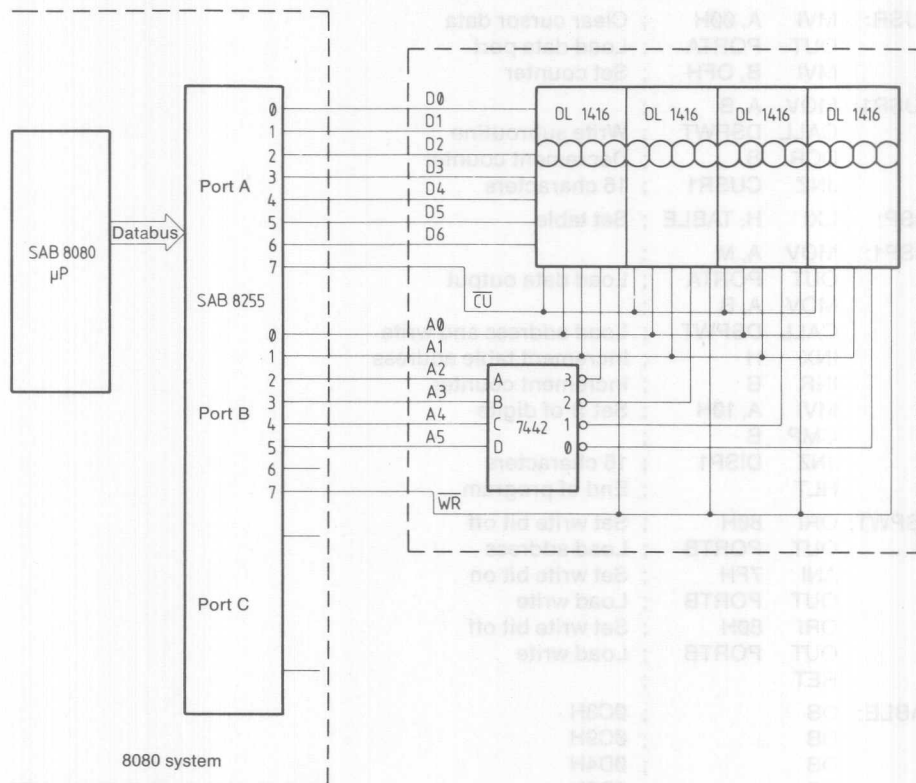 D0
D1
D2
D3
D4
D5
D6
DL 1416
DL 1416
DL 1416
DL 1416
0
1
2
3
4
5
6
7
Port A
Databus
SAB 8080
µP
SAB 8255
CU
0
1
2
3
4
5
6
7
Port B
A0
A1
A2
A3
A4
A5
A
B
C
D
7442
3
2
1
0
WR
Port C
8080 system